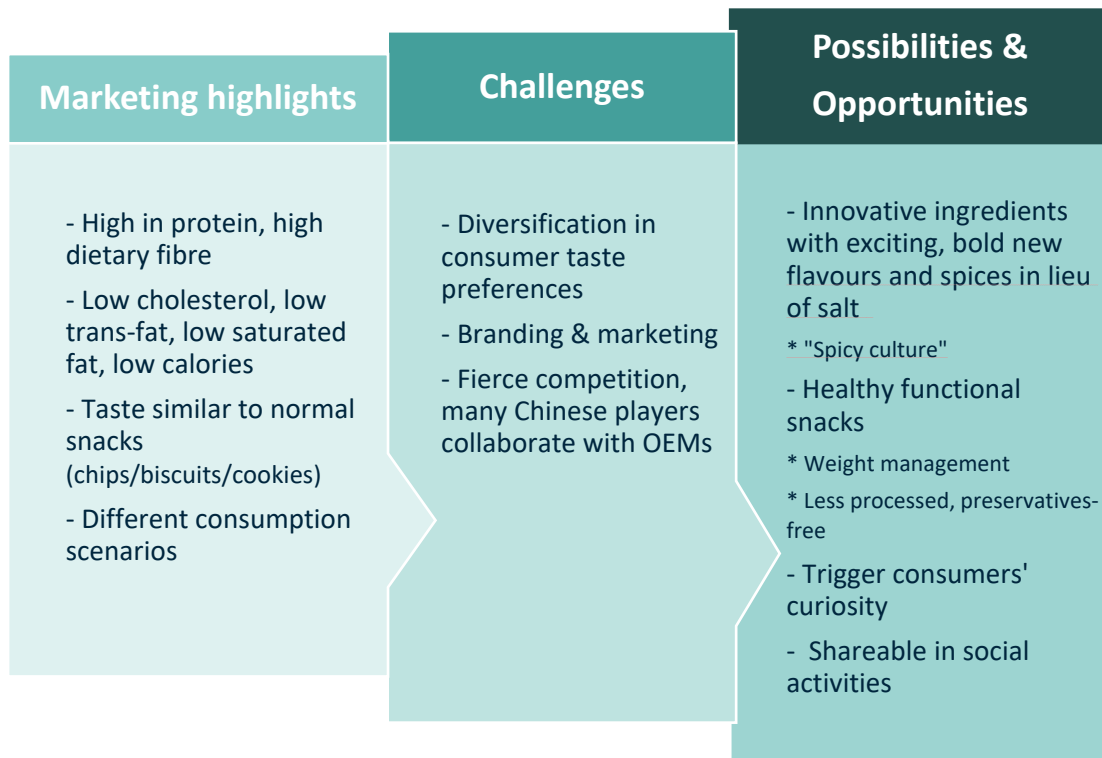 Marketing highlights
- High in protein, high
dietary fibre
- Low cholesterol, low
trans-fat, low saturated
fat, low calories
- Taste similar to normal
snacks
(chips/biscuits/cookies)
- Different consumption
scenarios
Challenges
- Diversification in
consumer taste
preferences
- Branding & marketing
- Fierce competition,
many Chinese players
collaborate with OEMs
Possibilities &
Opportunities
- Innovative ingredients
with exciting, bold new
flavours and spices in lieu
of salt
* "Spicy culture"
- Healthy functional
snacks
* Weight management
* Less processed, preservatives-
free
- Trigger consumers'
curiosity
- Shareable in social
activities